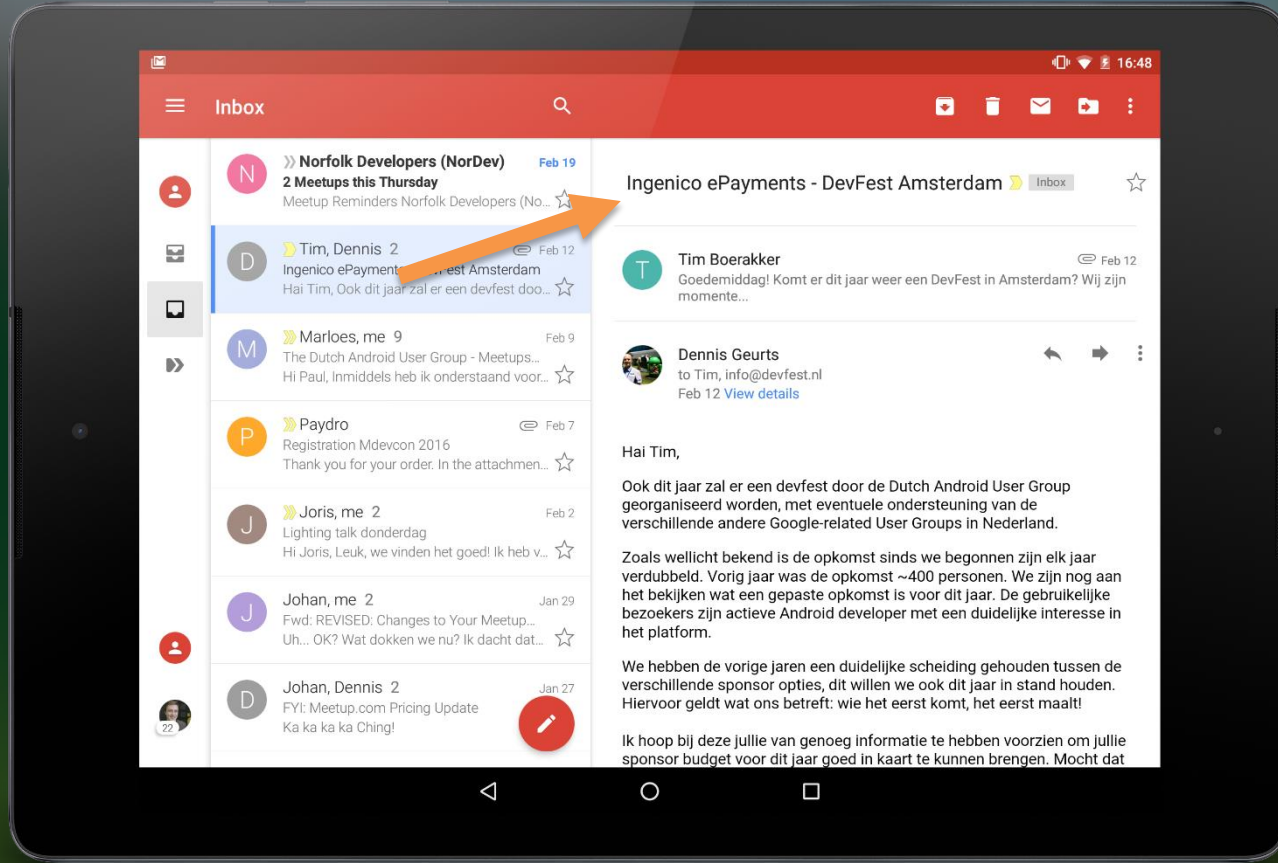 16:48
Inbox
N
Norfolk Developers (NorDev) Feb 19
2 Meetups this Thursday
Meetup Reminders Norfolk Developers (No...
D
Tim, Dennis 2 Feb 12
Ingenico ePayment Fest Amsterdam
Hai Tim, Ook dit jaar zal er een devfest doo...
M
Marloes, me 9 Feb 9
The Dutch Android User Group - Meetups...
Hi Paul, Inmiddels heb ik onderstaand voor...
P
Paydro Feb 7
Registration Mdevcon 2016
Thank you for your order. In the attachmen...
J
Joris, me 2 Feb 2
Lighting talk donderdag
Hi Joris, Leuk, we vinden het goed! Ik heb v...
J
Johan, me 2 Jan 29
Fwd: REVISED: Changes to Your Meetup...
Uh... OK? Wat dokken we nu? Ik dacht dat...
22
D
Johan, Dennis 2 Jan 27
FYI: Meetup.com Pricing Update
Ka ka ka ka Ching!
Ingenico ePayments - DevFest Amsterdam Inbox
T
Tim Boerakker Feb 12
Goedemiddag! Komt er dit jaar weer een DevFest in Amsterdam? Wij zijn
momente...
Dennis Geurts
to Tim, info@devfest.nl
Feb 12 View details
Hai Tim,
Ook dit jaar zal er een devfest door de Dutch Android User Group
georganiseerd worden, met eventuele ondersteuning van de
verschillende andere Google-related User Groups in Nederland.
Zoals wellicht bekend is de opkomst sinds we begonnen zijn elk jaar
verdubbeld. Vorig jaar was de opkomst ~400 personen. We zijn nog aan
het bekijken wat een gepaste opkomst is voor dit jaar. De gebruikelijke
bezoekers zijn actieve Android developer met een duidelijke interesse in
het platform.
We hebben de vorige jaren een duidelijke scheiding gehouden tussen de
verschillende sponsor opties, dit willen we ook dit jaar in stand houden.
Hiervoor geldt wat ons betreft: wie het eerst komt, het eerst maalt!
Ik hoop bij deze jullie van genoeg informatie te hebben voorzien om jullie
sponsor budget voor dit jaar goed in kaart te kunnen brengen. Mocht dat